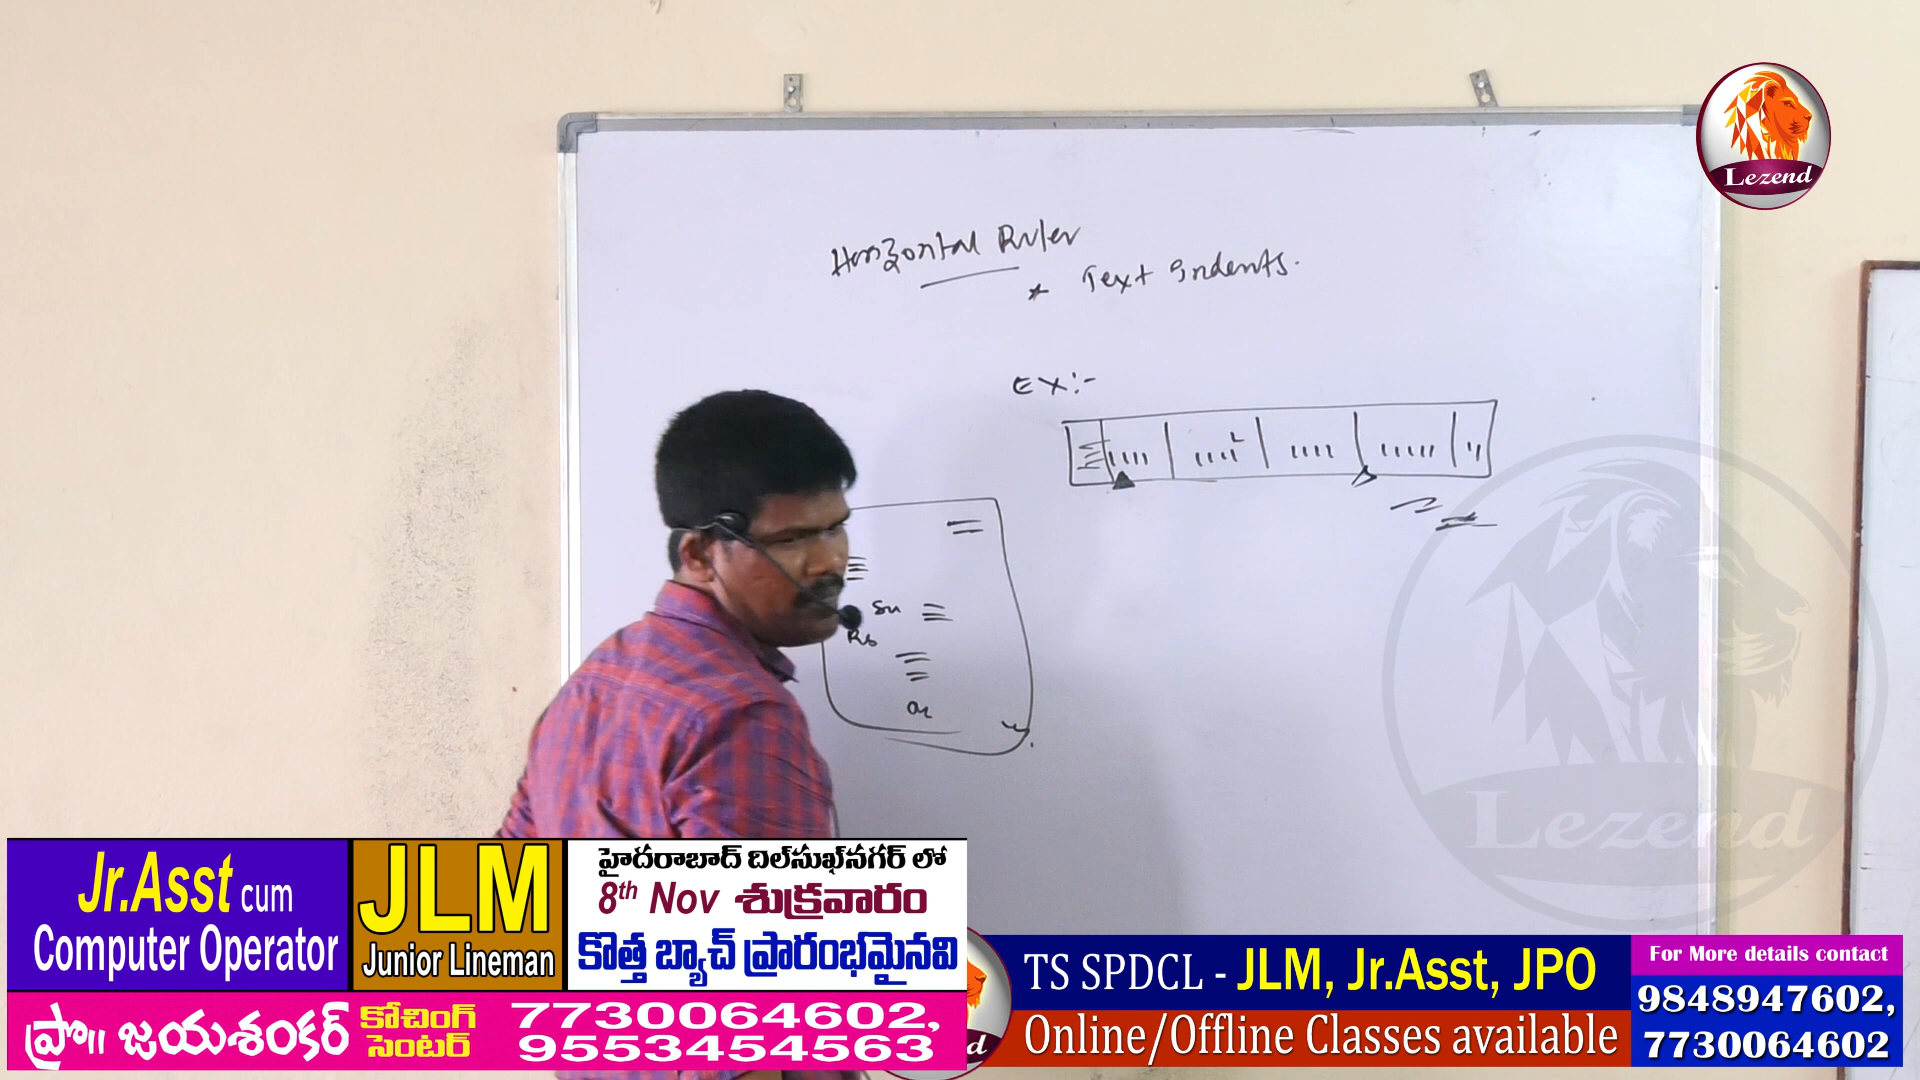 Lezend
Horizontal Ruler
* Text Indents.
EX:-
Lezend
Jr.Asst cum
Computer Operator
JLM
Junior Lineman
హైదరాబాద్ దిల్‌సుఖ్‌నగర్ లో
8th Nov శుక్రవారం
కొత్త బ్యాచ్ ప్రారంభమైనవి
ప్రొ॥ జయశంకర్
కోచింగ్
సెంటర్
7730064602,
9553454563
TS SPDCL - JLM, Jr.Asst, JPO
Online/Offline Classes available
For More details contact
9848947602,
7730064602